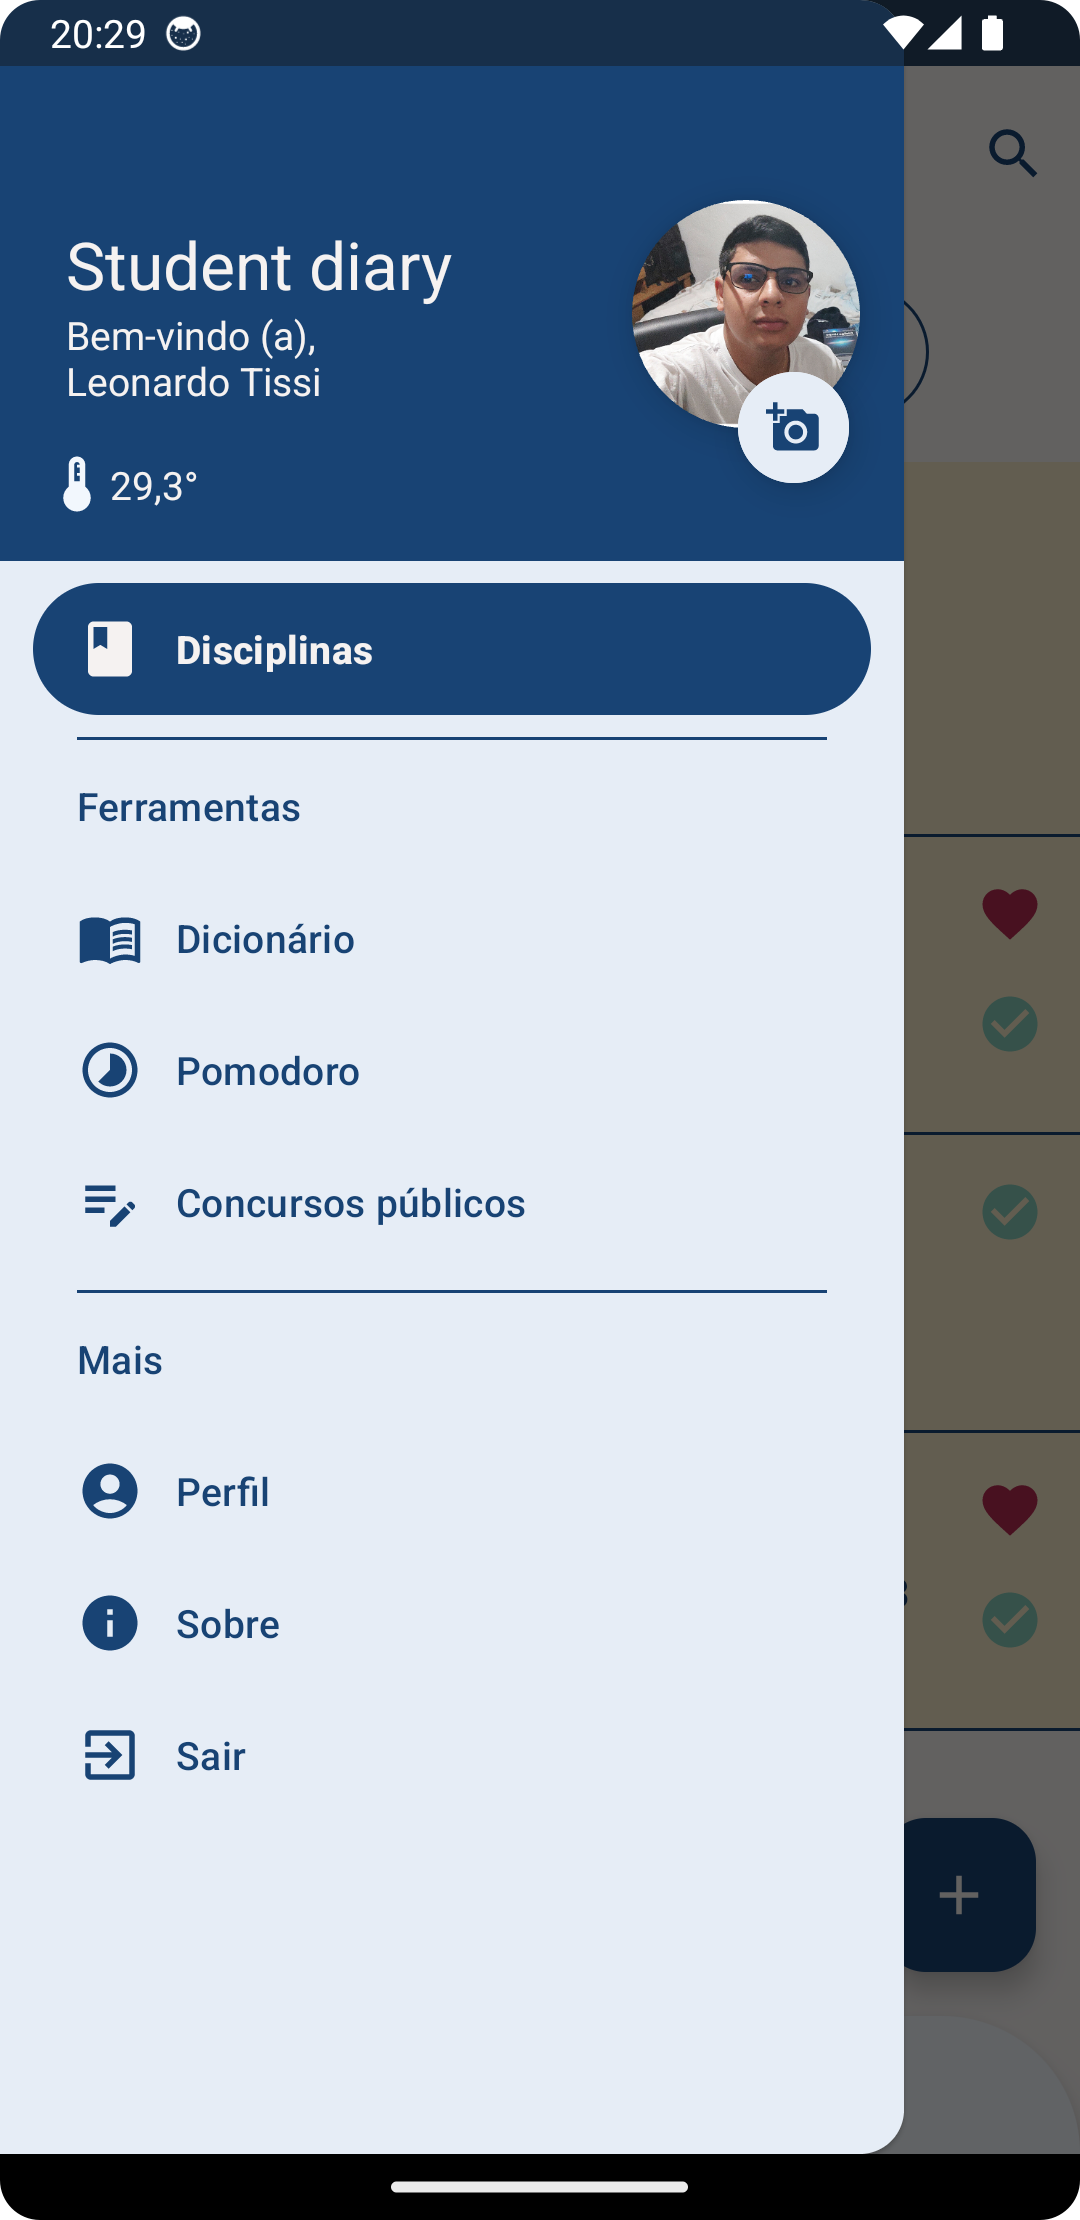 20:29
Student diary
Bem-vindo (a),
Leonardo Tissi
29,3°
Disciplinas
Ferramentas
Dicionário
Pomodoro
Concursos públicos
Mais
Perfil
Sobre
Sair